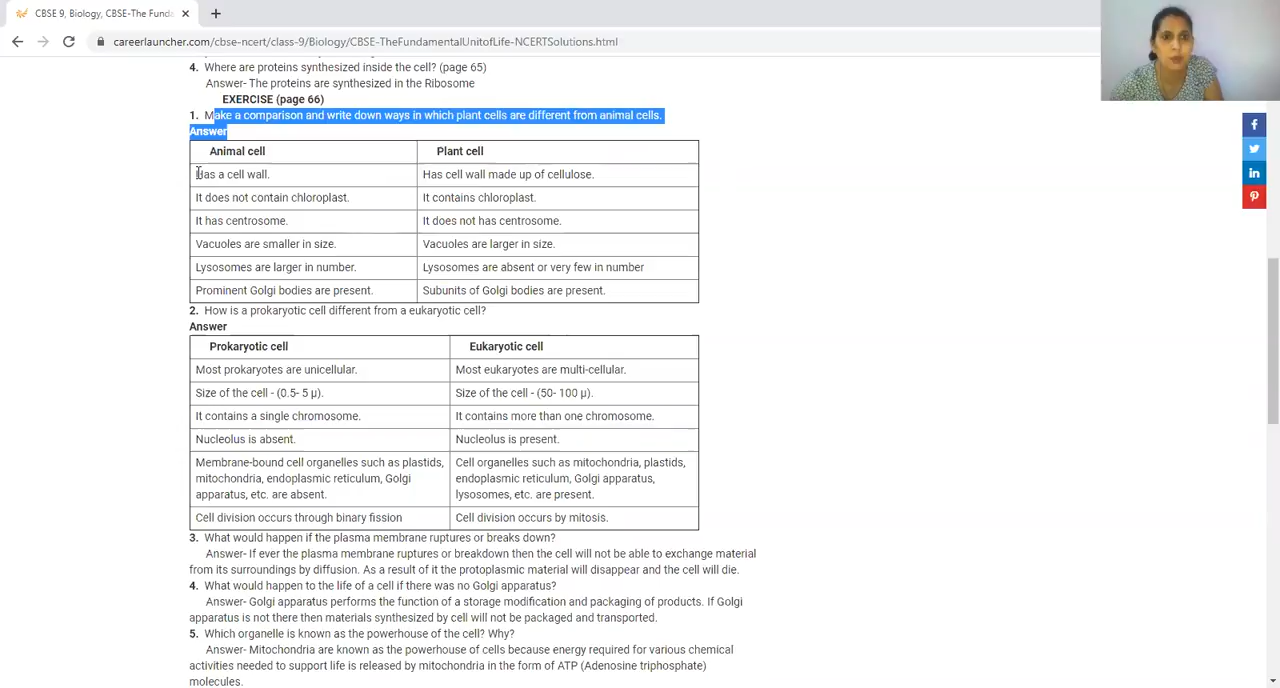 CBSE 9, Biology, CBSE-The Funda
careerlauncher.com/cbse-ncert/class-9/Biology/CBSE-TheFundamentalUnitofLife-NCERTSolutions.html
4. Where are proteins synthesized inside the cell? (page 65)
Answer- The proteins are synthesized in the Ribosome
EXERCISE (page 66)
1. Make a comparison and write down ways in which plant cells are different from animal cells.
Answer
Animal cell Plant cell
Has a cell wall. Has cell wall made up of cellulose.
It does not contain chloroplast. It contains chloroplast.
It has centrosome. It does not has centrosome.
Vacuoles are smaller in size. Vacuoles are larger in size.
Lysosomes are larger in number. Lysosomes are absent or very few in number
Prominent Golgi bodies are present. Subunits of Golgi bodies are present.
2. How is a prokaryotic cell different from a eukaryotic cell?
Answer
Prokaryotic cell Eukaryotic cell
Most prokaryotes are unicellular. Most eukaryotes are multi-cellular.
Size of the cell - (0.5- 5 μ). Size of the cell - (50- 100 μ).
It contains a single chromosome. It contains more than one chromosome.
Nucleolus is absent. Nucleolus is present.
Membrane-bound cell organelles such as plastids,
mitochondria, endoplasmic reticulum, Golgi
apparatus, etc. are absent.
Cell organelles such as mitochondria, plastids,
endoplasmic reticulum, Golgi apparatus,
lysosomes, etc. are present.
Cell division occurs through binary fission Cell division occurs by mitosis.
3. What would happen if the plasma membrane ruptures or breaks down?
Answer- If ever the plasma membrane ruptures or breakdown then the cell will not be able to exchange material
from its surroundings by diffusion. As a result of it the protoplasmic material will disappear and the cell will die.
4. What would happen to the life of a cell if there was no Golgi apparatus?
Answer- Golgi apparatus performs the function of a storage modification and packaging of products. If Golgi
apparatus is not there then materials synthesized by cell will not be packaged and transported.
5. Which organelle is known as the powerhouse of the cell? Why?
Answer- Mitochondria are known as the powerhouse of cells because energy required for various chemical
activities needed to support life is released by mitochondria in the form of ATP (Adenosine triphosphate)
molecules.